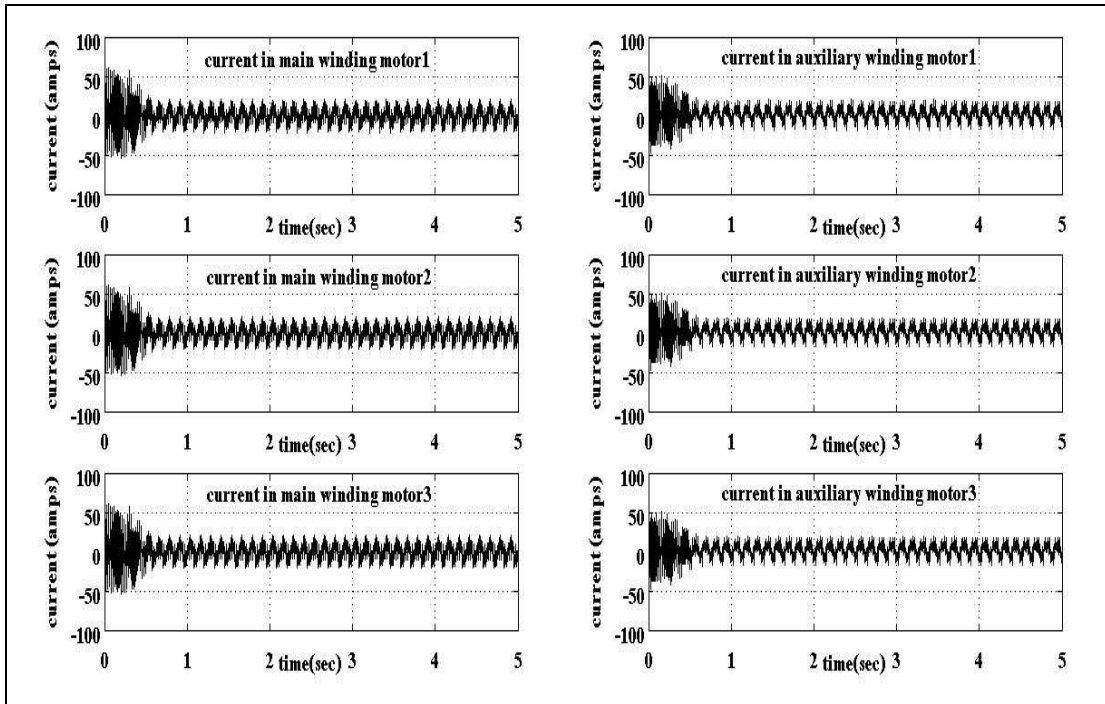 current in main winding motor1
current (amps)
100
50
0
-50
-100
0 1 2 3 4 5
time(sec)
current in auxiliary winding motor1
current (amps)
100
50
0
-50
-100
0 1 2 3 4 5
time(sec)
current in main winding motor2
current (amps)
100
50
0
-50
-100
0 1 2 3 4 5
time(sec)
current in auxiliary winding motor2
current (amps)
100
50
0
-50
-100
0 1 2 3 4 5
time(sec)
current in main winding motor3
current (amps)
100
50
0
-50
-100
0 1 2 3 4 5
time(sec)
current in auxiliary winding motor3
current (amps)
100
50
0
-50
-100
0 1 2 3 4 5
time(sec)